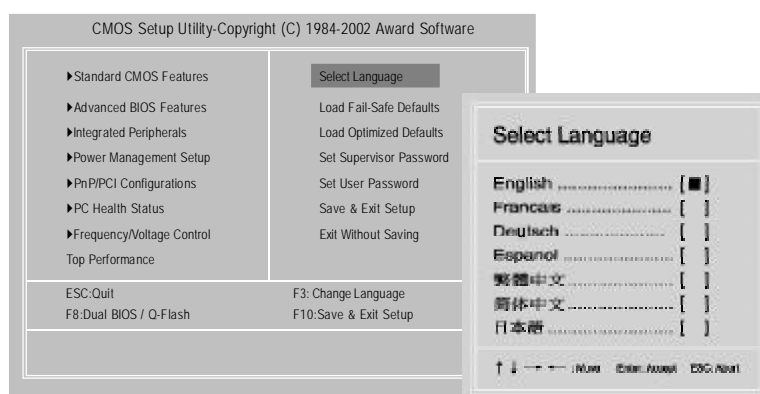 CMOS Setup Utility-Copyright (C) 1984-2002 Award Software
▶Standard CMOS Features
▶Advanced BIOS Features
▶Integrated Peripherals
▶Power Management Setup
▶PnP/PCI Configurations
▶PC Health Status
▶Frequency/Voltage Control
Top Performance
Select Language
Load Fail-Safe Defaults
Load Optimized Defaults
Set Supervisor Password
Set User Password
Save & Exit Setup
Exit Without Saving
ESC:Quit
F3: Change Language
F8:Dual BIOS / Q-Flash
F10:Save & Exit Setup
Select Language
English ........................ [■]
Francais ...................... [ ]
Deutsch ..................... [ ]
Espanol ....................... [ ]
繁體中文 ....................... [ ]
简体中文 ....................... [ ]
日本語 .......................... [ ]
↑ ↓ → ← :Move Enter: Accept ESC: Abort